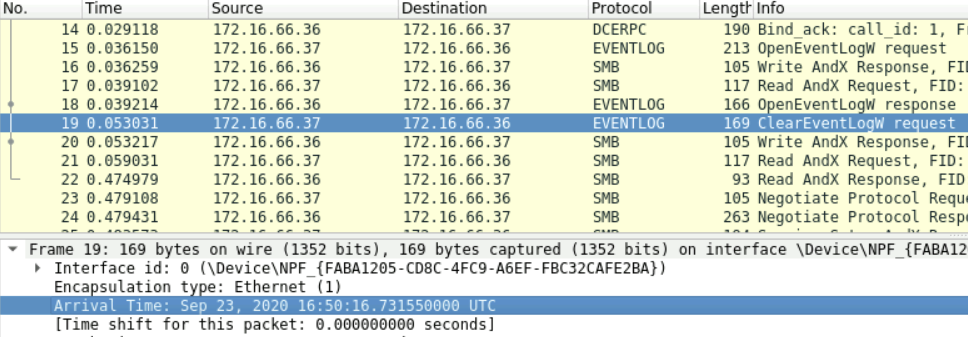 No. Time Source Destination Protocol Length Info
14 0.029118 172.16.66.36 172.16.66.37 DCERPC 190 Bind_ack: call_id: 1, F
15 0.036150 172.16.66.37 172.16.66.36 EVENTLOG 213 OpenEventLogW request
16 0.036259 172.16.66.36 172.16.66.37 SMB 105 Write AndX Response, FID
17 0.039102 172.16.66.37 172.16.66.36 SMB 117 Read AndX Request, FID:
18 0.039214 172.16.66.36 172.16.66.37 EVENTLOG 166 OpenEventLogW response
19 0.053031 172.16.66.37 172.16.66.36 EVENTLOG 169 ClearEventLogW request
20 0.053217 172.16.66.36 172.16.66.37 SMB 105 Write AndX Response, FID
21 0.059031 172.16.66.37 172.16.66.36 SMB 117 Read AndX Request, FID:
22 0.474979 172.16.66.36 172.16.66.37 SMB 93 Read AndX Response, FID
23 0.479108 172.16.66.37 172.16.66.36 SMB 105 Negotiate Protocol Reque
24 0.479431 172.16.66.36 172.16.66.37 SMB 263 Negotiate Protocol Respo
Frame 19: 169 bytes on wire (1352 bits), 169 bytes captured (1352 bits) on interface \Device\NPF_{FABA12
Interface id: 0 (\Device\NPF_{FABA1205-CD8C-4FC9-A6EF-FBC32CAFE2BA})
Encapsulation type: Ethernet (1)
Arrival Time: Sep 23, 2020 16:50:16.731550000 UTC
[Time shift for this packet: 0.000000000 seconds]